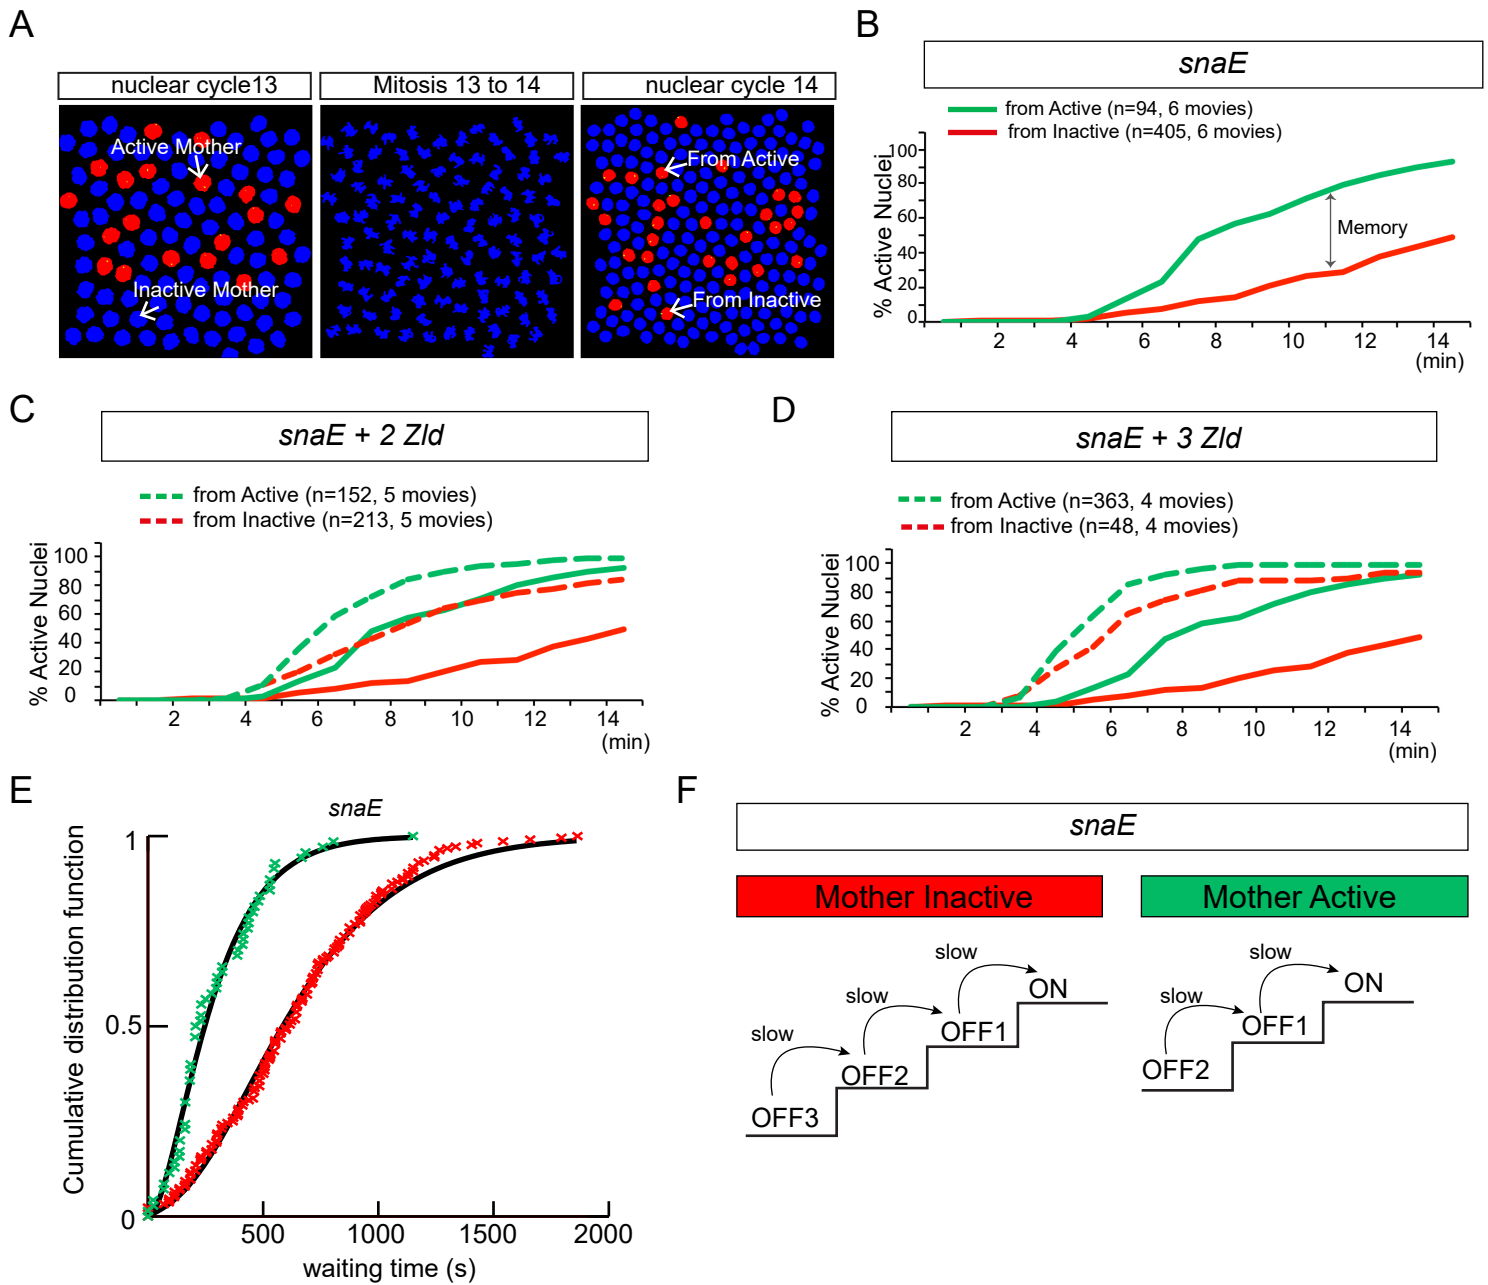 A
nuclear cycle13
Mitosis 13 to 14
nuclear cycle 14
Active Mother
Inactive Mother
From Active
From Inactive
B
snaE
from Active (n=94, 6 movies)
from Inactive (n=405, 6 movies)
% Active Nuclei
100
80
60
40
20
0
Memory
2 4 6 8 10 12 14
(min)
C
snaE + 2 Zld
from Active (n=152, 5 movies)
from Inactive (n=213, 5 movies)
% Active Nuclei
100
80
60
40
20
0
2 4 6 8 10 12 14
(min)
D
snaE + 3 Zld
from Active (n=363, 4 movies)
from Inactive (n=48, 4 movies)
% Active Nuclei
100
80
60
40
20
0
2 4 6 8 10 12 14
(min)
E
snaE
Cumulative distribution function
1
0.5
0
500 1000 1500 2000
waiting time (s)
F
snaE
Mother Inactive
slow
slow
slow
OFF3
OFF2
OFF1
ON
Mother Active
slow
slow
OFF2
OFF1
ON